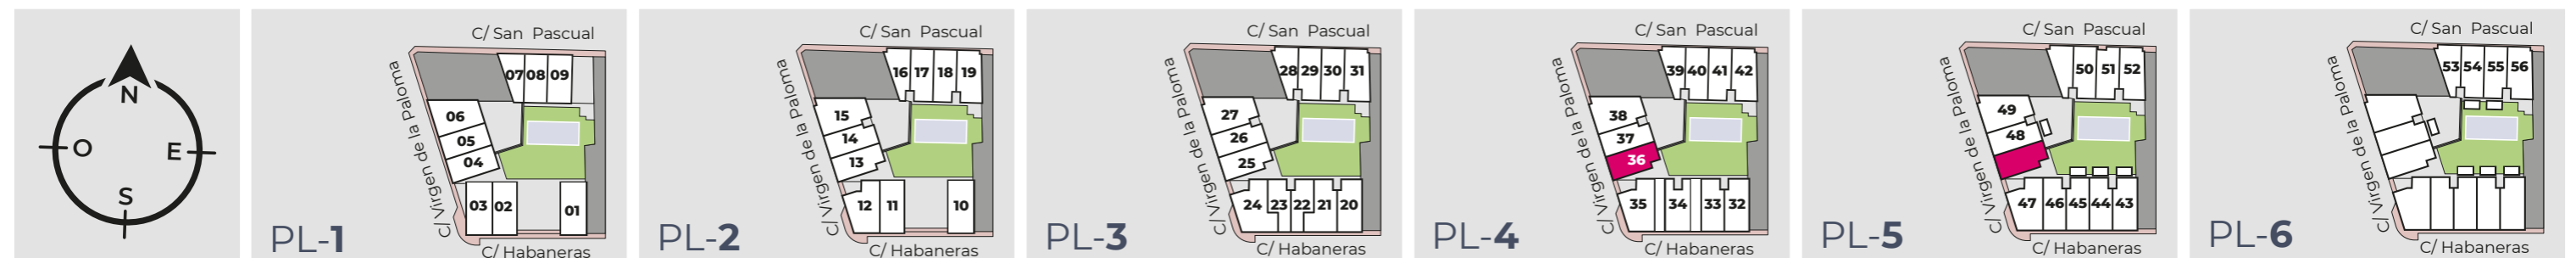 N
O
E
S
C/ San Pascual
C/Virgen de la Paloma
07 08 09
06
05
04
03 02
01
PL-1
C/ Habaneras
C/ San Pascual
C/Virgen de la Paloma
16 17 18 19
15
14
13
12 11
10
PL-2
C/ Habaneras
C/ San Pascual
C/Virgen de la Paloma
28 29 30 31
27
26
25
24 23 22 21 20
PL-3
C/ Habaneras
C/ San Pascual
C/Virgen de la Paloma
39 40 41 42
38
37
36
35 34 33 32
PL-4
C/ Habaneras
C/ San Pascual
C/Virgen de la Paloma
50 51 52
49
48
47 46 45 44 43
PL-5
C/ Habaneras
C/ San Pascual
C/Virgen de la Paloma
53 54 55 56
PL-6
C/ Habaneras